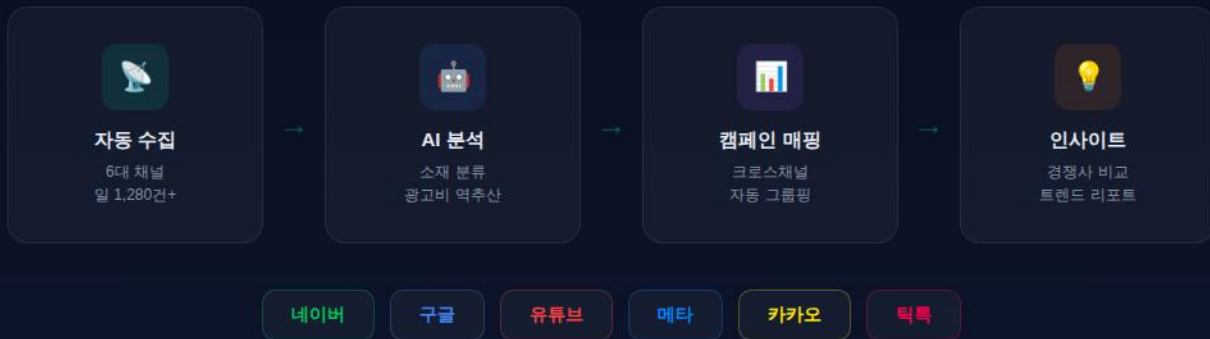 자동 수집
6대 채널
일 1,280건+
→
AI 분석
소재 분류
광고비 역추산
→
캠페인 매핑
크로스채널
자동 그룹핑
→
인사이트
경쟁사 비교
트렌드 리포트
네이버
구글
유튜브
메타
카카오
틱톡